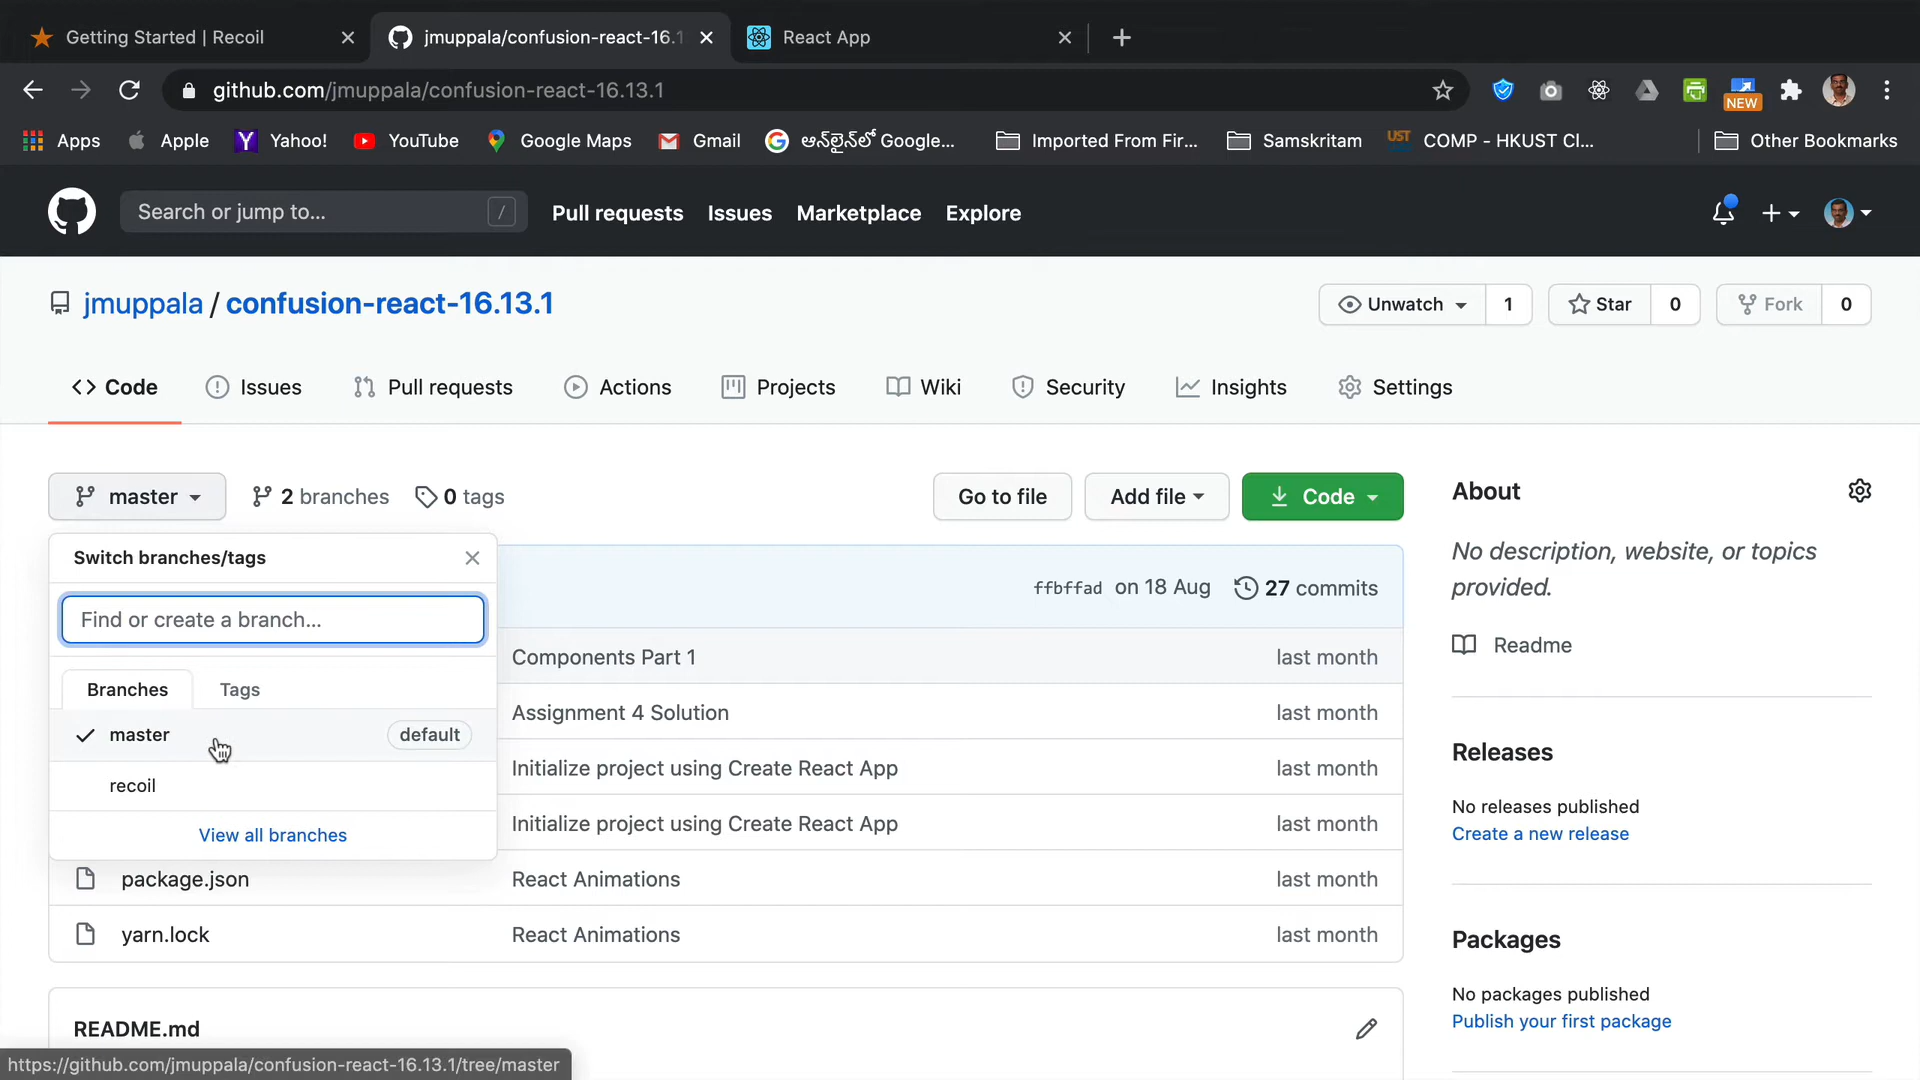 Getting Started | Recoil
jmuppala/confusion-react-16.1
React App
github.com/jmuppala/confusion-react-16.13.1
NEW
Apps
Apple
Yahoo!
YouTube
Google Maps
Gmail
ఆన్‌లైన్‌లో Google...
Imported From Fir...
Samskritam
UST
COMP - HKUST Cl...
Other Bookmarks
Search or jump to...
/
Pull requests
Issues
Marketplace
Explore
jmuppala / confusion-react-16.13.1
Unwatch
1
Star
0
Fork
0
Code
Issues
Pull requests
Actions
Projects
Wiki
Security
Insights
Settings
master
2 branches
0 tags
Go to file
Add file
Code
Switch branches/tags
Find or create a branch...
Branches
Tags
master
default
recoil
View all branches
ffbffad on 18 Aug
27 commits
Components Part 1
last month
Assignment 4 Solution
last month
Initialize project using Create React App
last month
Initialize project using Create React App
last month
package.json
React Animations
last month
yarn.lock
React Animations
last month
README.md
About
No description, website, or topics
provided.
Readme
Releases
No releases published
Create a new release
Packages
No packages published
Publish your first package
https://github.com/jmuppala/confusion-react-16.13.1/tree/master